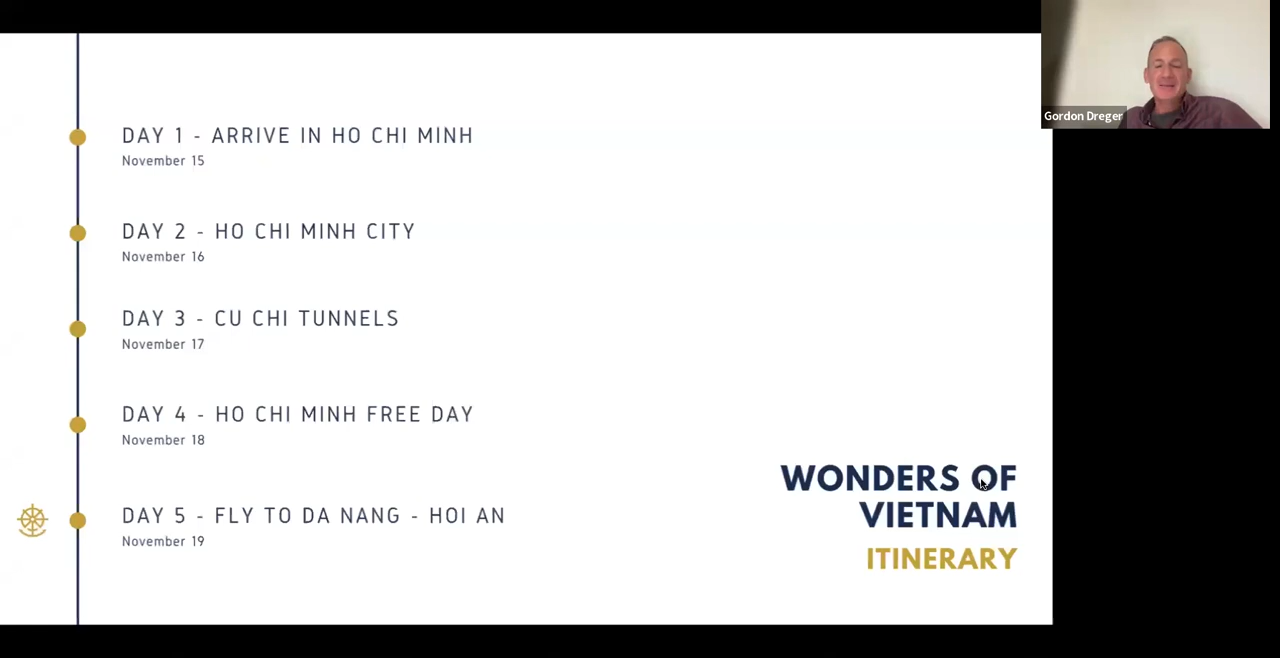 Gordon Dreger
DAY 1 - ARRIVE IN HO CHI MINH
November 15
DAY 2 - HO CHI MINH CITY
November 16
DAY 3 - CU CHI TUNNELS
November 17
DAY 4 - HO CHI MINH FREE DAY
November 18
DAY 5 - FLY TO DA NANG - HOI AN
November 19
WONDERS OF
VIETNAM
ITINERARY